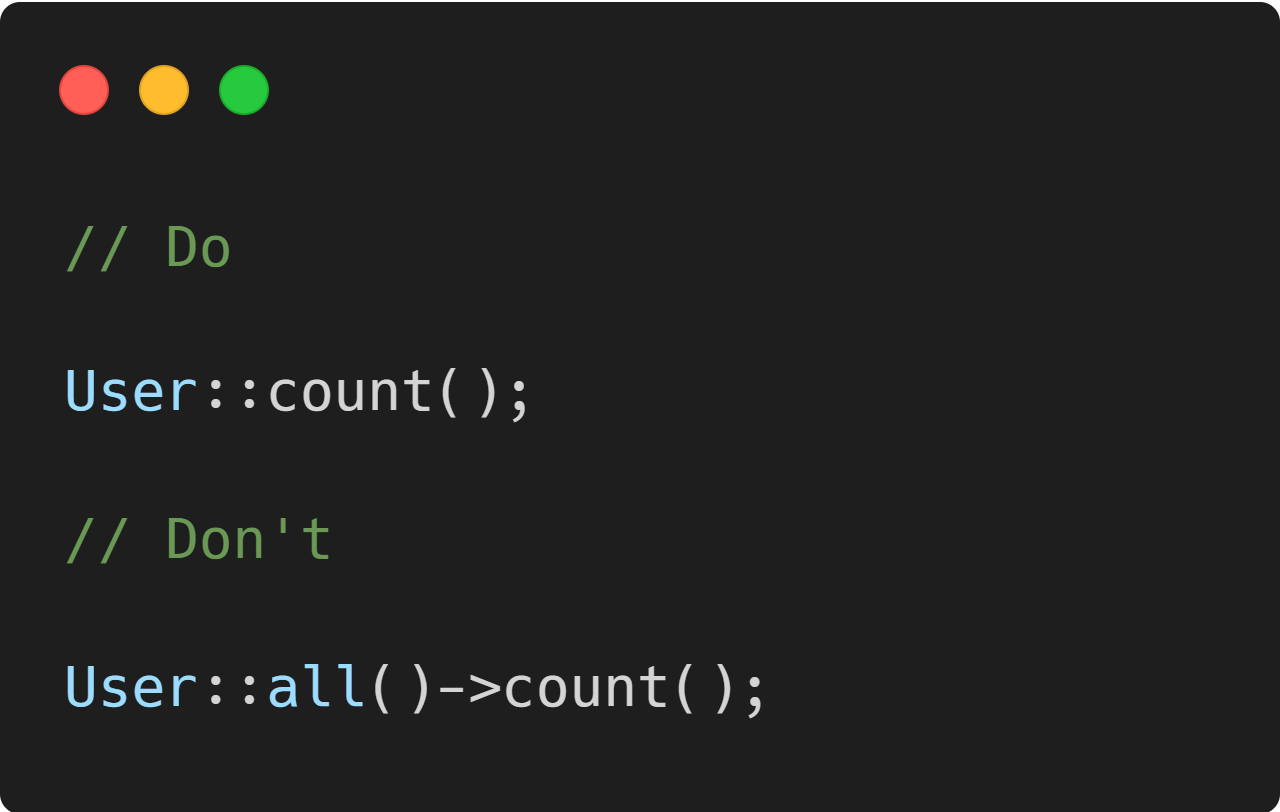 // Do
User::count();
// Don't
User::all()->count();